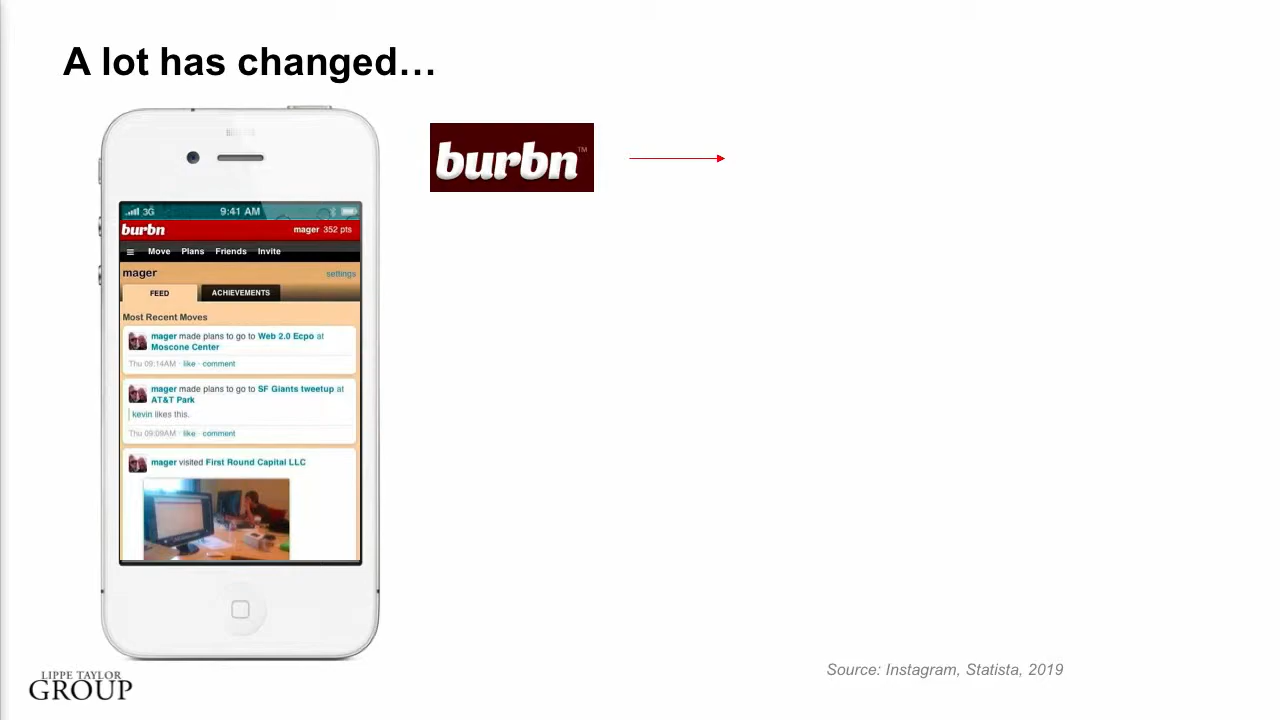 A lot has changed…
burbn™
3G 9:41 AM
burbn mager 352 pts
Move Plans Friends Invite
mager settings
FEED ACHIEVEMENTS
Most Recent Moves
mager made plans to go to Web 2.0 Ecpo at
Moscone Center
Thu 09:14AM · like · comment
mager made plans to go to SF Giants tweetup at
AT&T Park
kevin likes this.
Thu 09:09AM · like · comment
mager visited First Round Capital LLC
LIPPE TAYLOR
GROUP
Source: Instagram, Statista, 2019